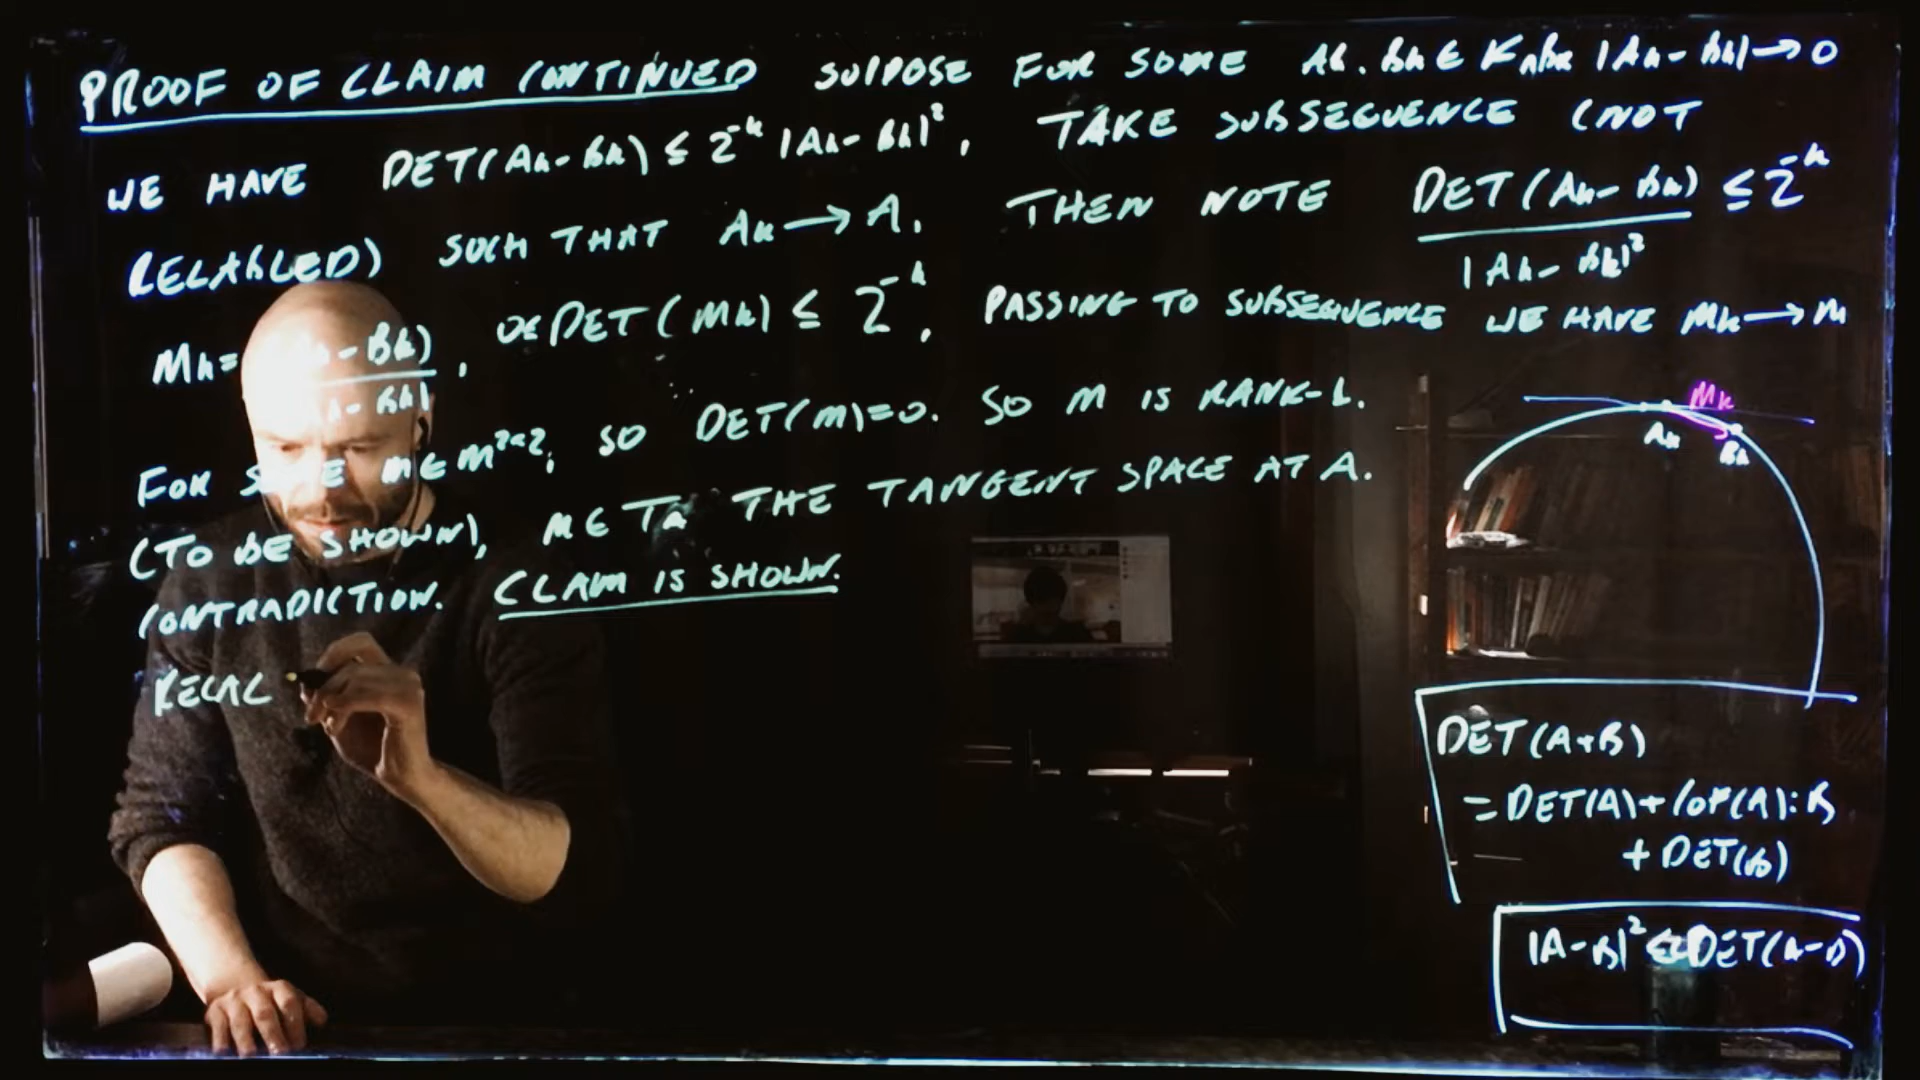 PROOF OF CLAIM CONTINUED SUPPOSE FOR SOME Ak, Bk ∈ K∩BR |Ak - Bk| → 0
WE HAVE DET(Ak - Bk) ≤ 2^-k |Ak - Bk|^2, TAKE SUBSEQUENCE (NOT
RELABLED) SUCH THAT Ak → A. THEN NOTE DET(Ak - Bk) / |Ak - Bk|^2 ≤ 2^-k
Mk = - Bk) / - Bk| , DET(Mk) ≤ 2^-k, PASSING TO SUBSEQUENCE WE HAVE Mk → M
FOR M ∈ M^2x2, SO DET(M) = 0. SO M IS RANK-1.
(TO BE SHOWN), M ∈ TA THE TANGENT SPACE AT A.
CONTRADICTION. CLAIM IS SHOWN.
RECAL
Mk
Ak
Bk
DET(A+B)
= DET(A) + COF(A):B
+ DET(B)
|A-B|^2 ≤ DET(A-B)